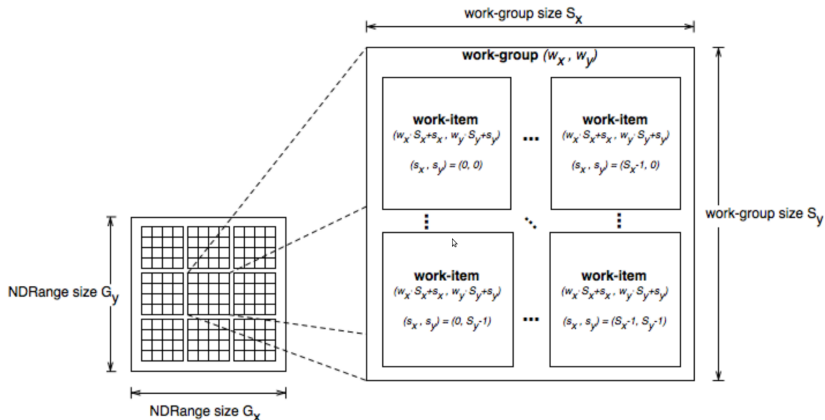 work-group size Sx
work-group (wx , wy)
work-item
(wx·Sx+sx , wy·Sy+sy)
(sx , sy) = (0, 0)
...
work-item
(wx·Sx+sx , wy·Sy+sy)
(sx , sy) = (Sx-1, 0)
work-group size Sy
work-item
(wx·Sx+sx , wy·Sy+sy)
(sx , sy) = (0, Sy-1)
...
work-item
(wx·Sx+sx , wy·Sy+sy)
(sx , sy) = (Sx-1, Sy-1)
NDRange size Gy
NDRange size Gx